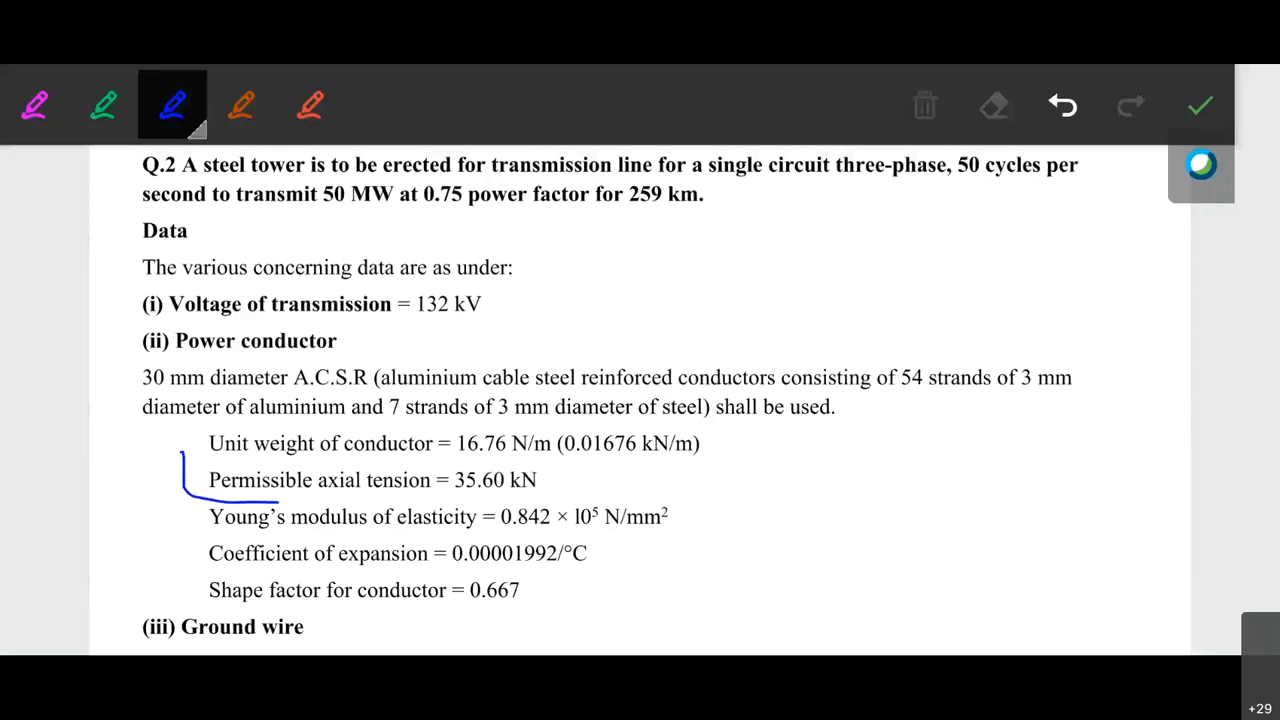 Q.2 A steel tower is to be erected for transmission line for a single circuit three-phase, 50 cycles per
second to transmit 50 MW at 0.75 power factor for 259 km.
Data
The various concerning data are as under:
(i) Voltage of transmission = 132 kV
(ii) Power conductor
30 mm diameter A.C.S.R (aluminium cable steel reinforced conductors consisting of 54 strands of 3 mm
diameter of aluminium and 7 strands of 3 mm diameter of steel) shall be used.
Unit weight of conductor = 16.76 N/m (0.01676 kN/m)
Permissible axial tension = 35.60 kN
Young’s modulus of elasticity = 0.842 × l0⁵ N/mm²
Coefficient of expansion = 0.00001992/°C
Shape factor for conductor = 0.667
(iii) Ground wire
+29